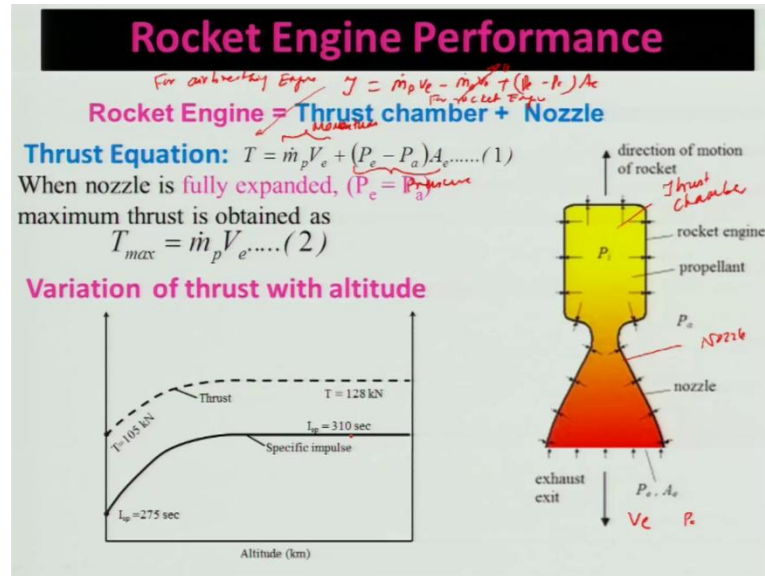 Rocket Engine Performance
For airbreathing Engine T = ṁₚVₑ - ṁₚV₀ + (Pₑ - Pₐ) Aₑ
For rocket Engine
Rocket Engine = Thrust chamber + Nozzle
Momentum
Thrust Equation: T = ṁₚVₑ + (Pₑ − Pₐ)Aₑ......(1)
When nozzle is fully expanded, (Pₑ = Pₐ)
Pressure
maximum thrust is obtained as
Tₘₐₓ = ṁₚVₑ.....(2)
Variation of thrust with altitude
Thrust
T = 128 kN
T=105 kN
Iₛₚ = 310 sec
Specific impulse
Iₛₚ =275 sec
Altitude (km)
direction of motion
of rocket
Thrust
chamber
rocket engine
P
propellant
Pₐ
Nozzle
nozzle
exhaust
exit
Pₑ , Aₑ
Ve